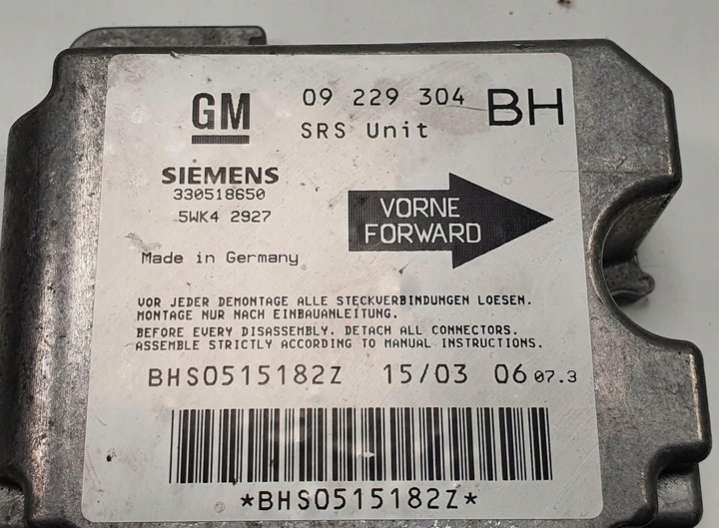 GM 09 229 304 BH
SRS Unit
SIEMENS
330518650
5WK4 2927
VORNE
FORWARD
Made in Germany
VOR JEDER DEMONTAGE ALLE STECKVERBINDUNGEN LOESEN.
MONTAGE NUR NACH EINBAUANLEITUNG.
BEFORE EVERY DISASSEMBLY. DETACH ALL CONNECTORS.
ASSEMBLE STRICTLY ACCORDING TO MANUAL INSTRUCTIONS.
BHS0515182Z 15/03 06 07.3
*BHS0515182Z*